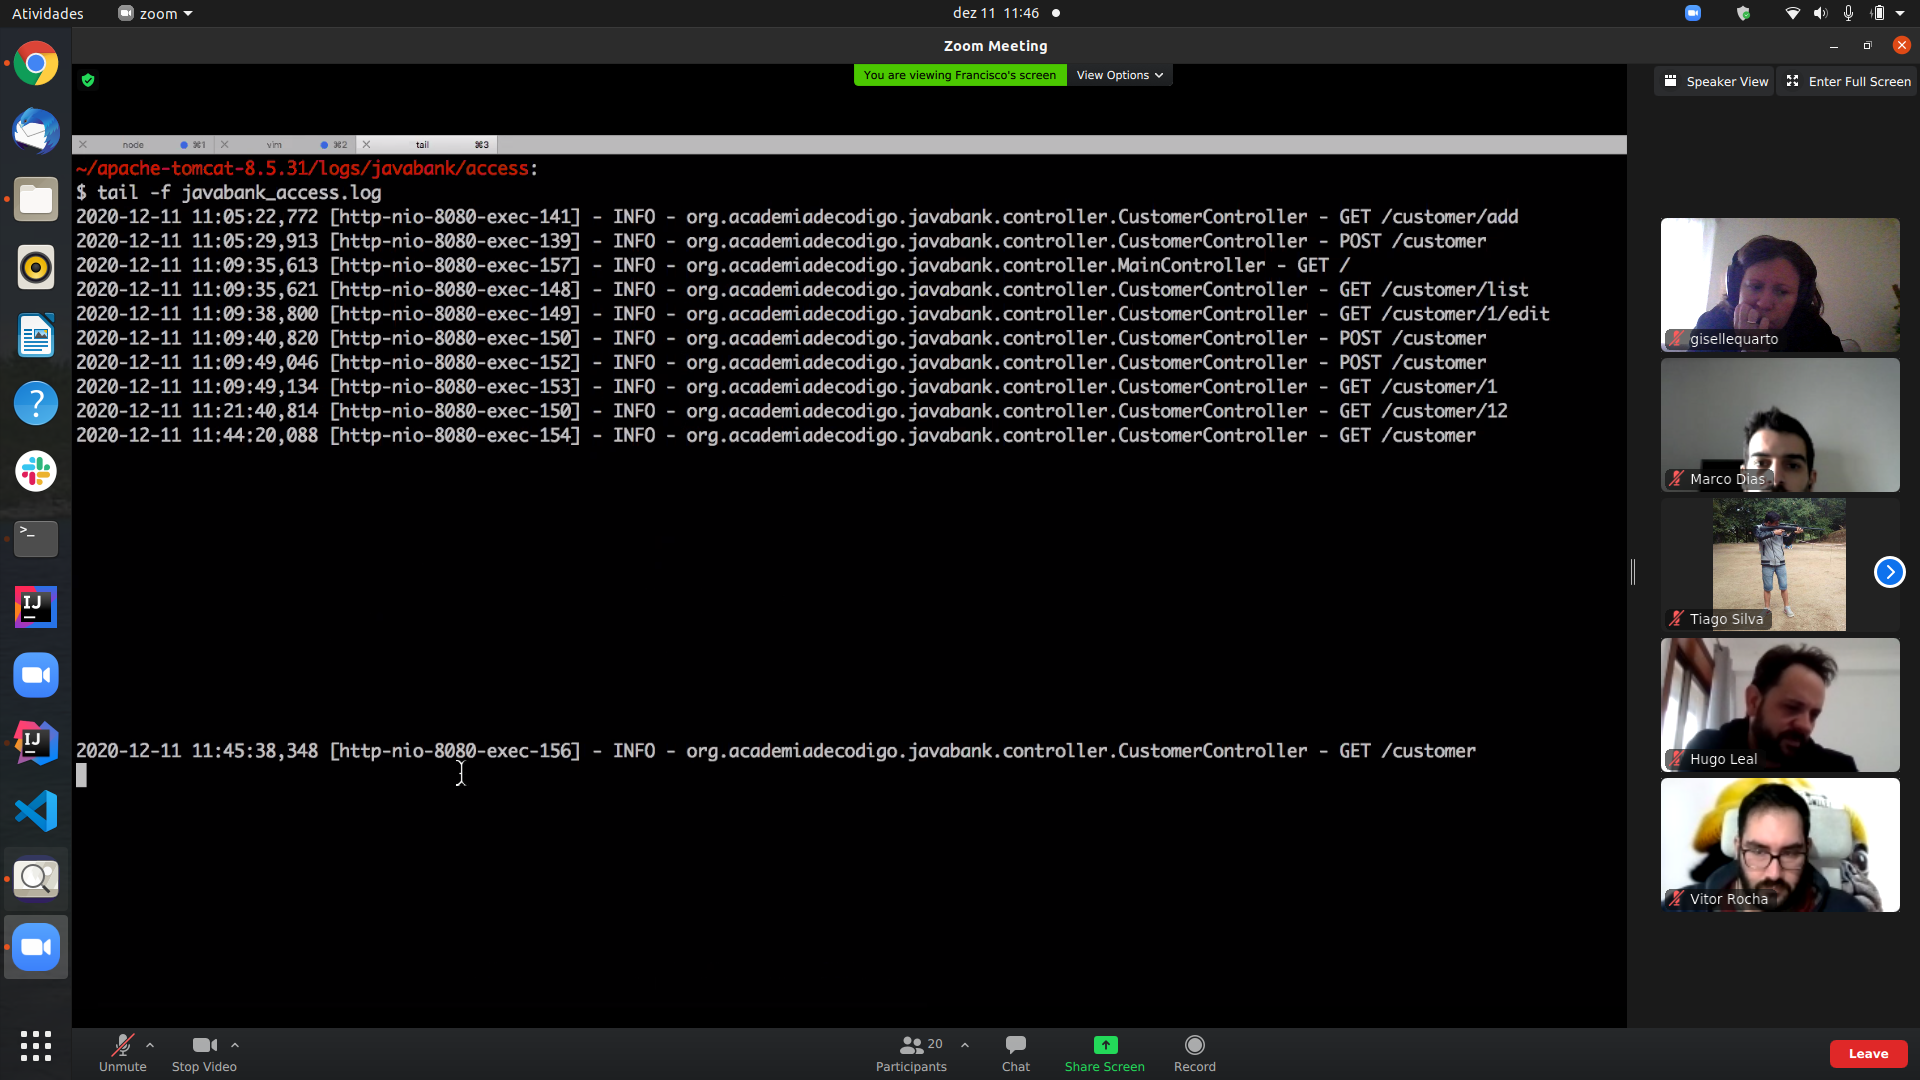 Atividades
zoom
dez 11 11:46
Zoom Meeting
You are viewing Francisco's screen
View Options
Speaker View
Enter Full Screen
node ⌘1
vim ⌘2
tail ⌘3
~/apache-tomcat-8.5.31/logs/javabank/access:
$ tail -f javabank_access.log
2020-12-11 11:05:22,772 [http-nio-8080-exec-141] - INFO - org.academiadecodigo.javabank.controller.CustomerController - GET /customer/add
2020-12-11 11:05:29,913 [http-nio-8080-exec-139] - INFO - org.academiadecodigo.javabank.controller.CustomerController - POST /customer
2020-12-11 11:09:35,613 [http-nio-8080-exec-157] - INFO - org.academiadecodigo.javabank.controller.MainController - GET /
2020-12-11 11:09:35,621 [http-nio-8080-exec-148] - INFO - org.academiadecodigo.javabank.controller.CustomerController - GET /customer/list
2020-12-11 11:09:38,800 [http-nio-8080-exec-149] - INFO - org.academiadecodigo.javabank.controller.CustomerController - GET /customer/1/edit
2020-12-11 11:09:40,820 [http-nio-8080-exec-150] - INFO - org.academiadecodigo.javabank.controller.CustomerController - POST /customer
2020-12-11 11:09:49,046 [http-nio-8080-exec-152] - INFO - org.academiadecodigo.javabank.controller.CustomerController - POST /customer
2020-12-11 11:09:49,134 [http-nio-8080-exec-153] - INFO - org.academiadecodigo.javabank.controller.CustomerController - GET /customer/1
2020-12-11 11:21:40,814 [http-nio-8080-exec-150] - INFO - org.academiadecodigo.javabank.controller.CustomerController - GET /customer/12
2020-12-11 11:44:20,088 [http-nio-8080-exec-154] - INFO - org.academiadecodigo.javabank.controller.CustomerController - GET /customer
2020-12-11 11:45:38,348 [http-nio-8080-exec-156] - INFO - org.academiadecodigo.javabank.controller.CustomerController - GET /customer
gisellequarto
Marco Dias
Tiago Silva
Hugo Leal
Vitor Rocha
IJ
IJ
Unmute
Stop Video
20
Participants
Chat
Share Screen
Record
Leave